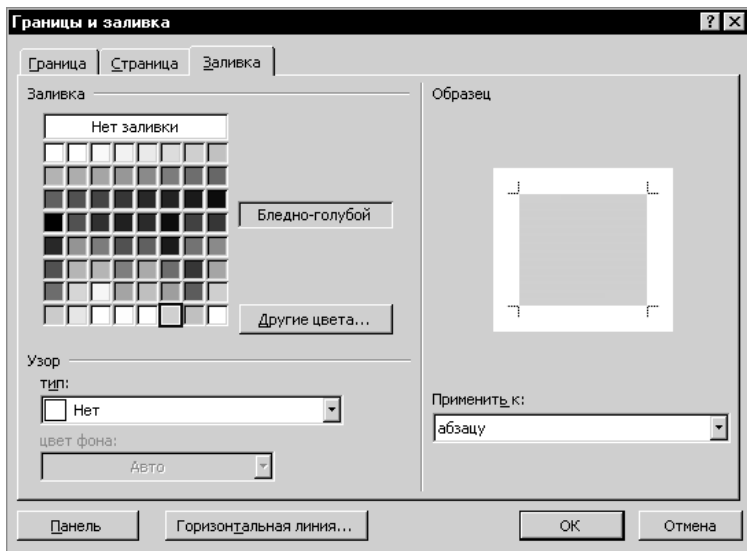 Границы и заливка
Граница
Страница
Заливка
Заливка
Нет заливки
Бледно-голубой
Другие цвета...
Узор
тип:
Нет
цвет фона:
Авто
Образец
Применить к:
абзацу
Панель
Горизонтальная линия...
ОК
Отмена